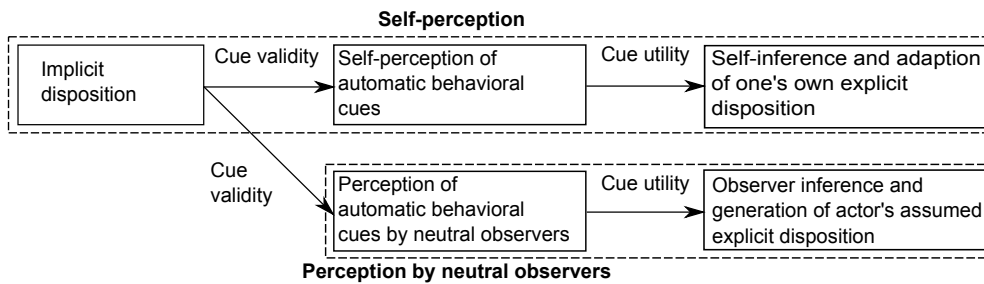 Self-perception
Implicit
disposition
Cue validity
Self-perception of
automatic behavioral
cues
Cue utility
Self-inference and adaption
of one's own explicit
disposition
Cue
validity
Perception of
automatic behavioral
cues by neutral observers
Cue utility
Observer inference and
generation of actor's assumed
explicit disposition
Perception by neutral observers